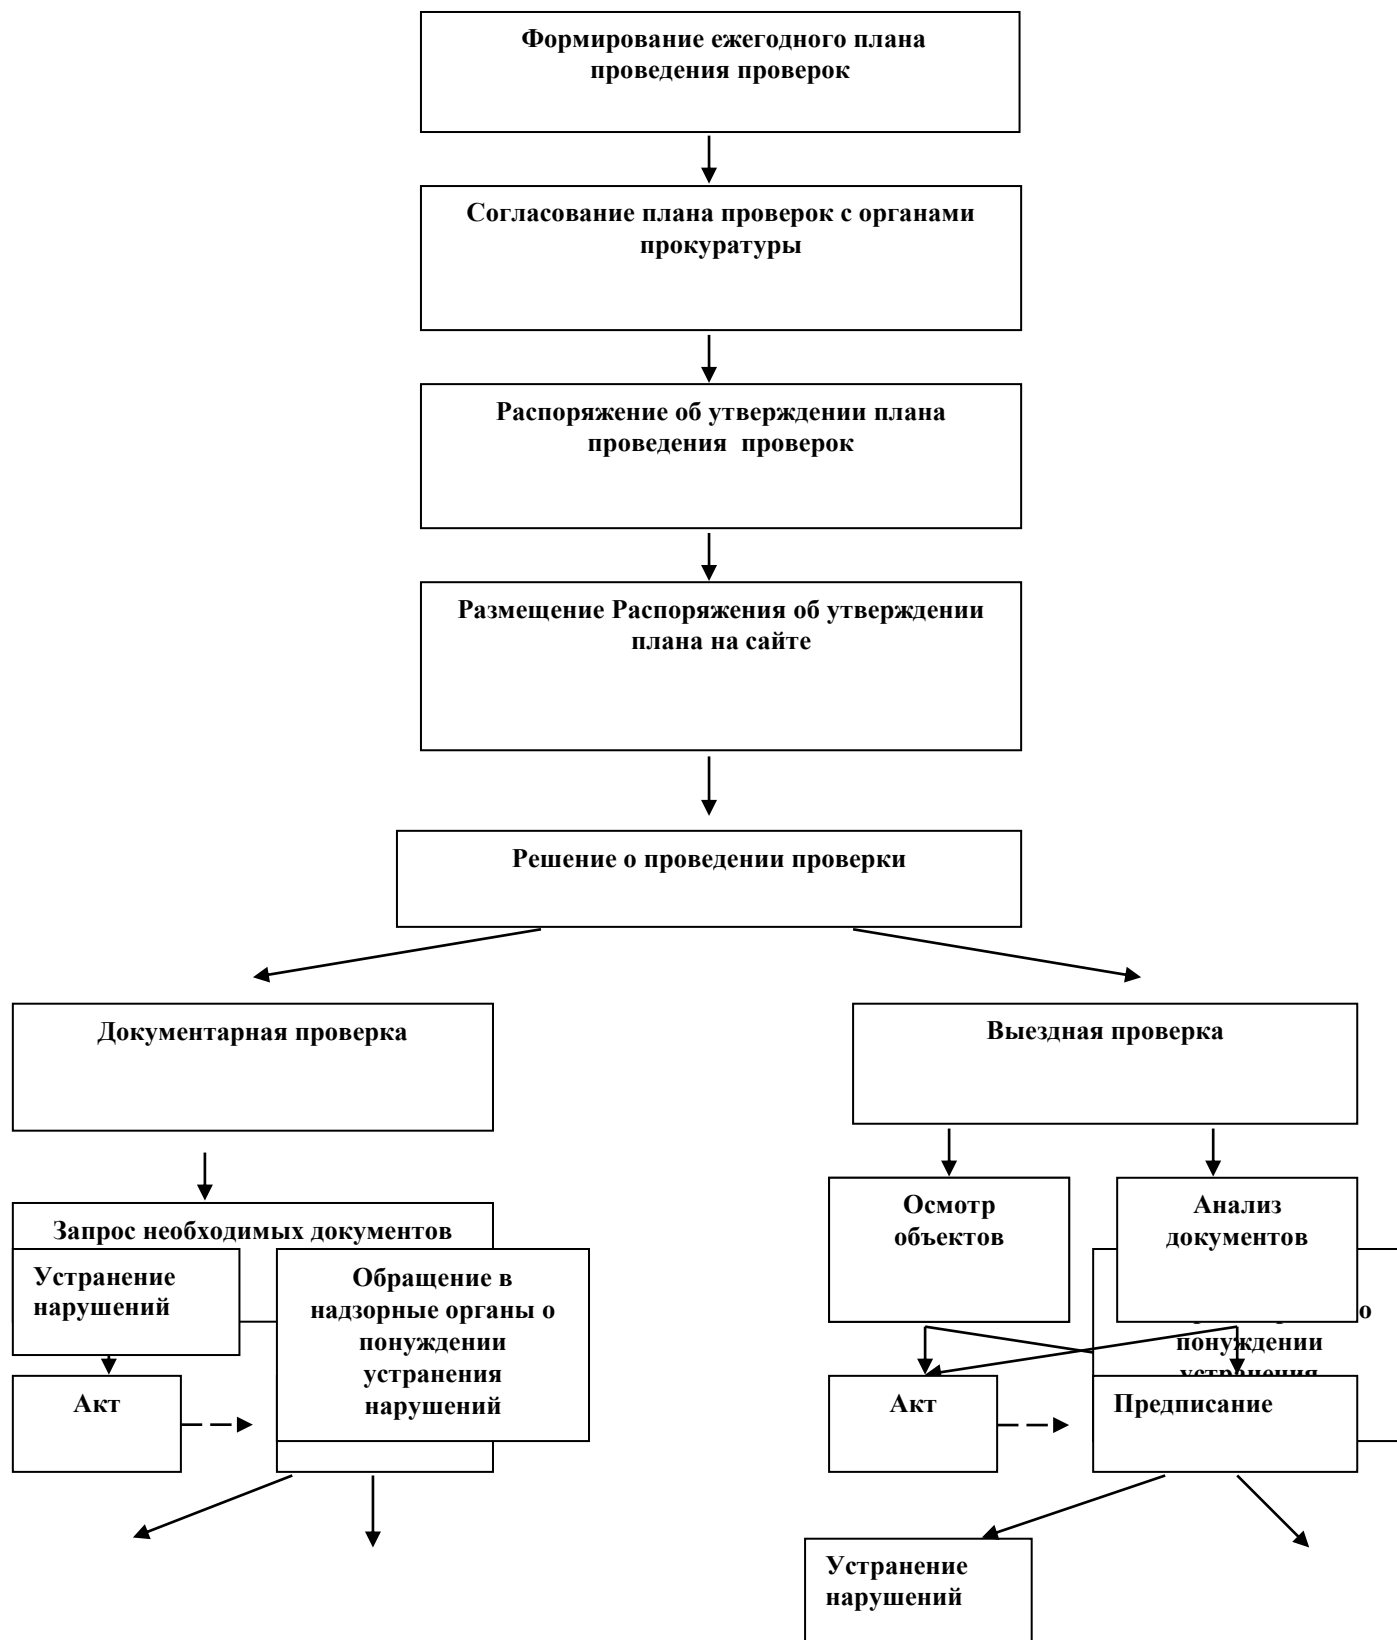 Формирование ежегодного плана
проведения проверок
Согласование плана проверок с органами
прокуратуры
Распоряжение об утверждении плана
проведения  проверок
Размещение Распоряжения об утверждении
плана на сайте
Решение о проведении проверки
Документарная проверка
Выездная проверка
Запрос необходимых документов
Устранение
нарушений
Обращение в
надзорные органы о
понуждении
устранения
нарушений
Акт
Осмотр
объектов
Анализ
документов
о
понуждении
устранения
Акт
Предписание
Устранение
нарушений